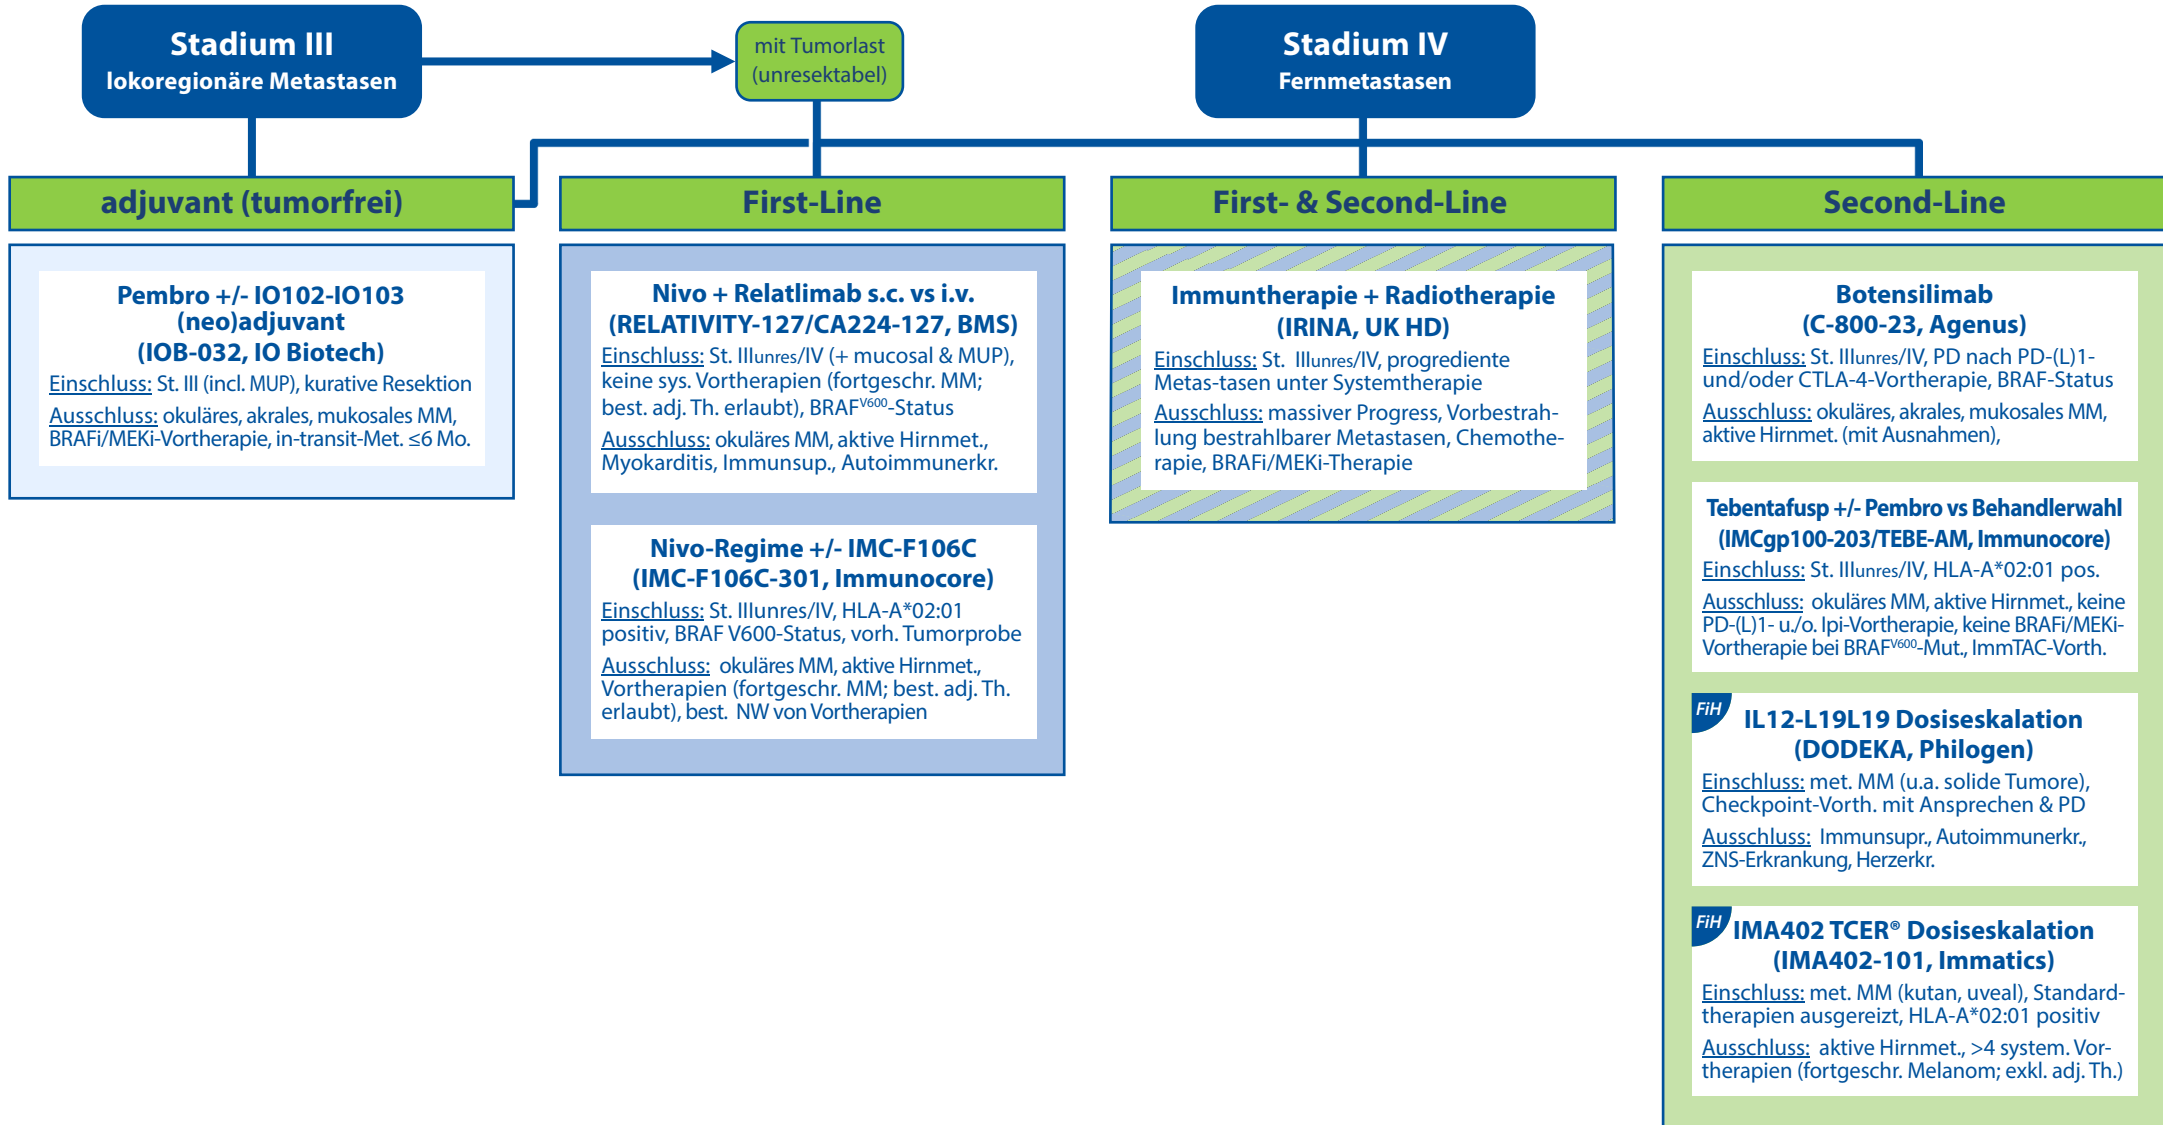 Stadium III
lokoregionäre Metastasen
mit Tumorlast
(unresektabel)
Stadium IV
Fernmetastasen
adjuvant (tumorfrei)
Pembro +/- IO102-IO103
(neo)adjuvant
(IOB-032, IO Biotech)
Einschluss: St. III (incl. MUP), kurative Resektion
Ausschluss: okuläres, akrales, mukosales MM,
BRAFi/MEKi-Vortherapie, in-transit-Met. ≤6 Mo.
First-Line
Nivo + Relatlimab s.c. vs i.v.
(RELATIVITY-127/CA224-127, BMS)
Einschluss: St. IIIunres/IV (+ mucosal & MUP),
keine sys. Vortherapien (fortgeschr. MM;
best. adj. Th. erlaubt), BRAFV600-Status
Ausschluss: okuläres MM, aktive Hirnmet.,
Myokarditis, Immunsup., Autoimmunerkr.
Nivo-Regime +/- IMC-F106C
(IMC-F106C-301, Immunocore)
Einschluss: St. IIIunres/IV, HLA-A*02:01
positiv, BRAF V600-Status, vorh. Tumorprobe
Ausschluss: okuläres MM, aktive Hirnmet.,
Vortherapien (fortgeschr. MM; best. adj. Th.
erlaubt), best. NW von Vortherapien
First- & Second-Line
Immuntherapie + Radiotherapie
(IRINA, UK HD)
Einschluss: St. IIIunres/IV, progrediente
Metas-tasen unter Systemtherapie
Ausschluss: massiver Progress, Vorbestrah-
lung bestrahlbarer Metastasen, Chemothe-
rapie, BRAFi/MEKi-Therapie
Second-Line
Botensilimab
(C-800-23, Agenus)
Einschluss: St. IIIunres/IV, PD nach PD-(L)1-
und/oder CTLA-4-Vortherapie, BRAF-Status
Ausschluss: okuläres, akrales, mukosales MM,
aktive Hirnmet. (mit Ausnahmen),
Tebentafusp +/- Pembro vs Behandlerwahl
(IMCgp100-203/TEBE-AM, Immunocore)
Einschluss: St. IIIunres/IV, HLA-A*02:01 pos.
Ausschluss: okuläres MM, aktive Hirnmet., keine
PD-(L)1- u./o. Ipi-Vortherapie, keine BRAFi/MEKi-
Vortherapie bei BRAFV600-Mut., ImmTAC-Vorth.
FiH
IL12-L19L19 Dosiseskalation
(DODEKA, Philogen)
Einschluss: met. MM (u.a. solide Tumore),
Checkpoint-Vorth. mit Ansprechen & PD
Ausschluss: Immunsupr., Autoimmunerkr.,
ZNS-Erkrankung, Herzerkr.
FiH
IMA402 TCER® Dosiseskalation
(IMA402-101, Immatics)
Einschluss: met. MM (kutan, uveal), Standard-
therapien ausgereizt, HLA-A*02:01 positiv
Ausschluss: aktive Hirnmet., >4 system. Vor-
therapien (fortgeschr. Melanom; exkl. adj. Th.)